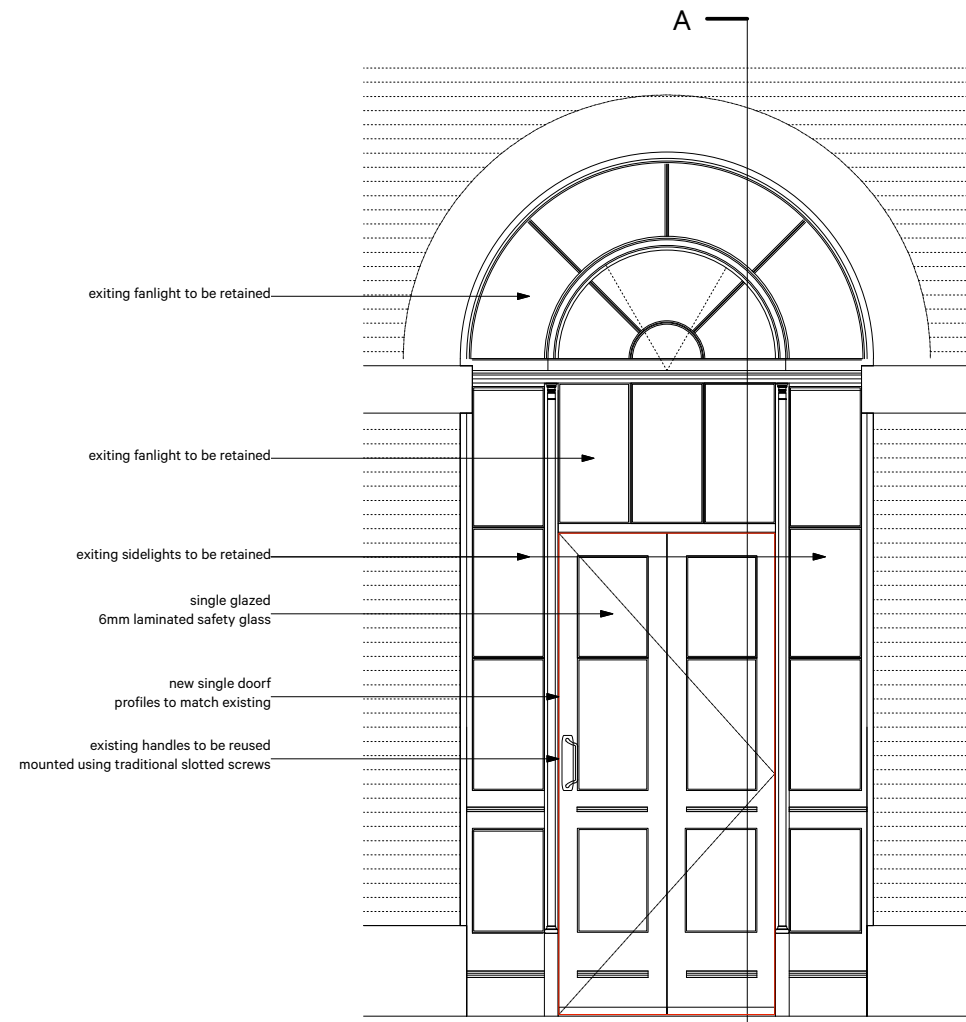 A
exiting fanlight to be retained
exiting fanlight to be retained
exiting sidelights to be retained
single glazed
6mm laminated safety glass
new single doorf
profiles to match existing
existing handles to be reused
mounted using traditional slotted screws